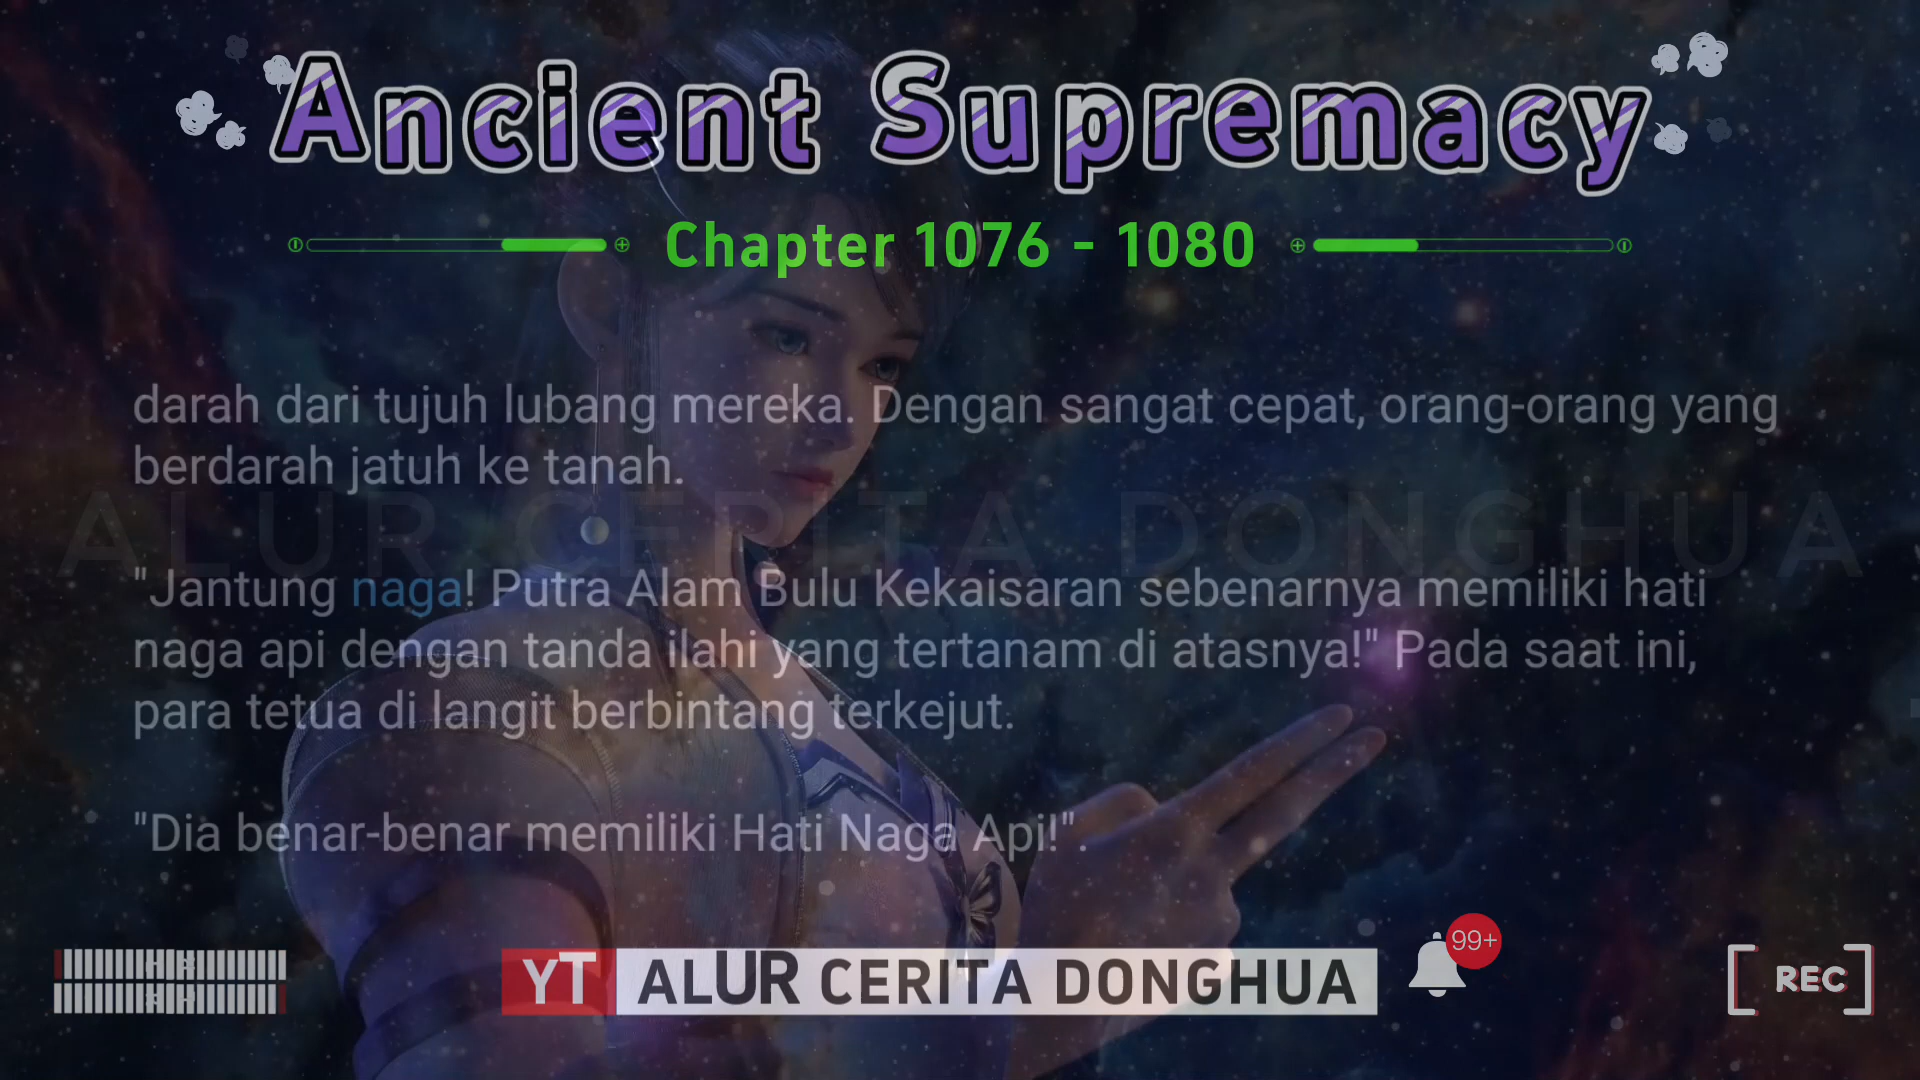 Ancient Supremacy
Chapter 1076 - 1080
darah dari tujuh lubang mereka. Dengan sangat cepat, orang-orang yang
berdarah jatuh ke tanah.
ALUR CERITA DONGHUA
"Jantung naga! Putra Alam Bulu Kekaisaran sebenarnya memiliki hati
naga api dengan tanda ilahi yang tertanam di atasnya!" Pada saat ini,
para tetua di langit berbintang terkejut.
"Dia benar-benar memiliki Hati Naga Api!".
YT ALUR CERITA DONGHUA
99+
REC